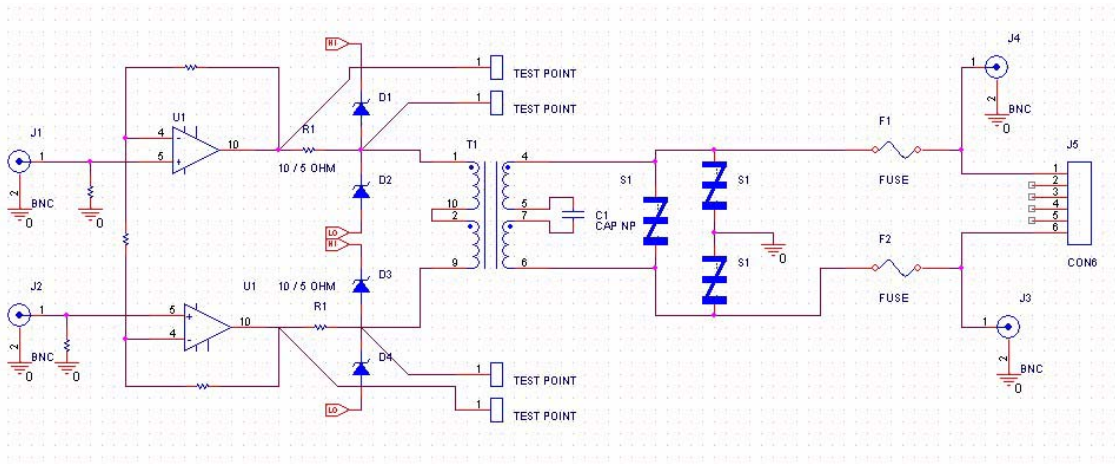 J4
HI
1
TEST POINT
1
2
BNC
0
D1
1
TEST POINT
U1
F1
J1
4
-
R1
T1
J5
1
5
+
10
10 / 5 OHM
1
4
S1
S1
FUSE
1
2
3
4
5
6
2
BNC
0
0
D2
10
2
5
7
C1
CAP NP
LO
HI
0
F2
D3
S1
9
6
CON6
J2
U1
10 / 5 OHM
R1
FUSE
J3
1
5
+
4
-
10
1
2
BNC
0
2
BNC
0
0
D4
1
TEST POINT
LO
1
TEST POINT